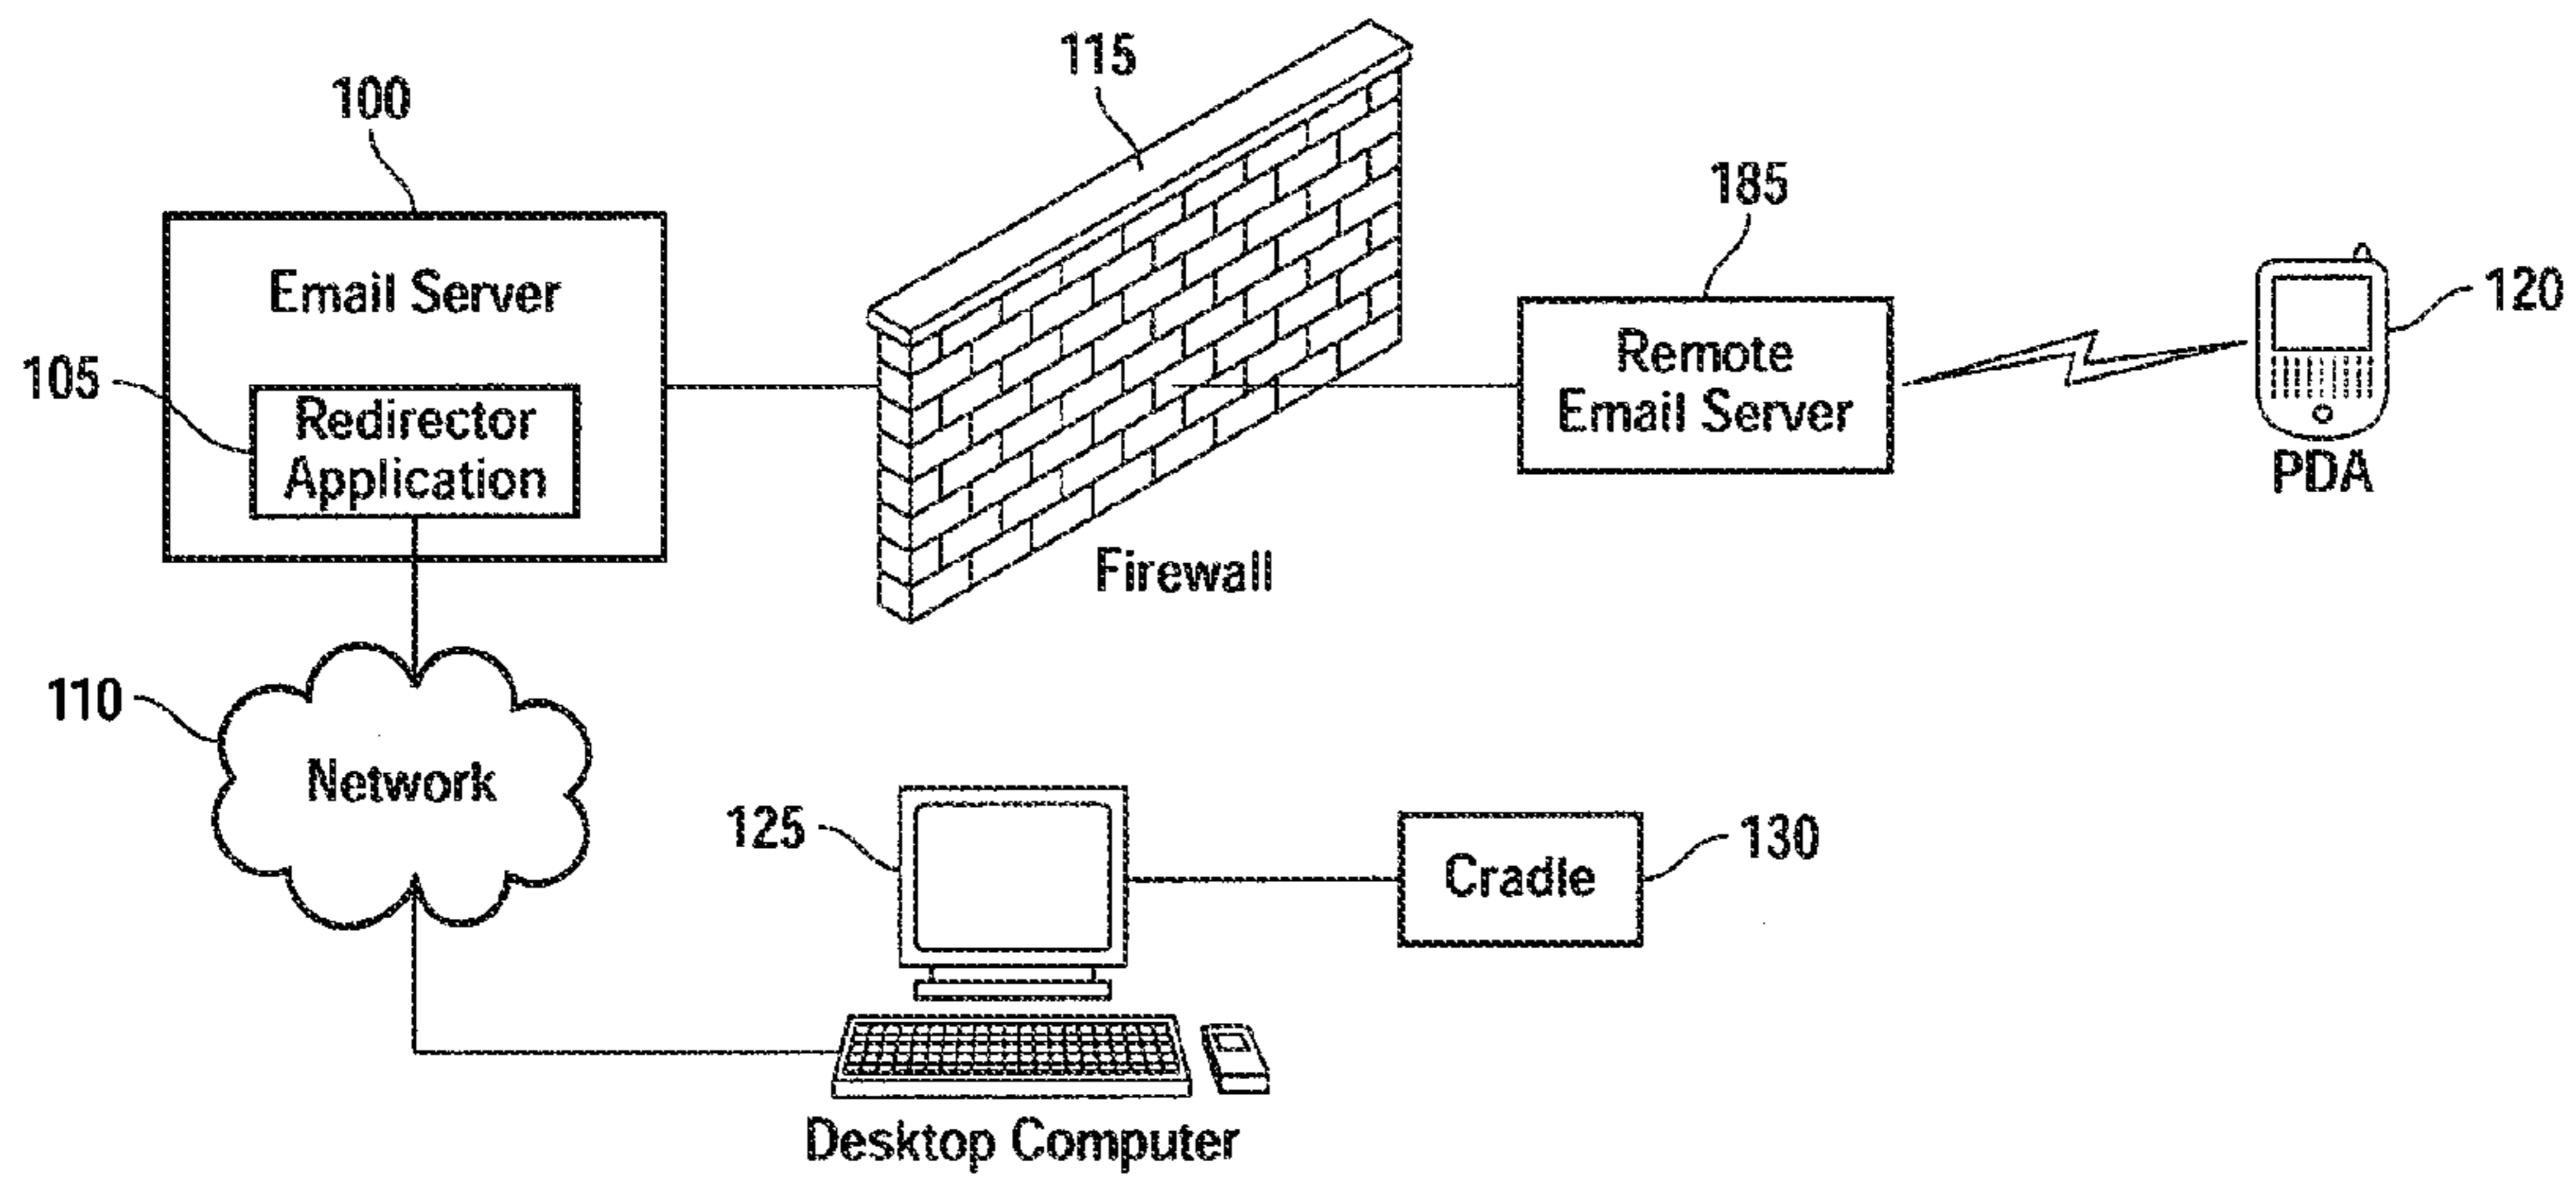 115
100
185
Email Server
120
105
Remote
Email Server
Redirector
Application
PDA
Firewall
110
Network
125
130
Cradle
Desktop Computer